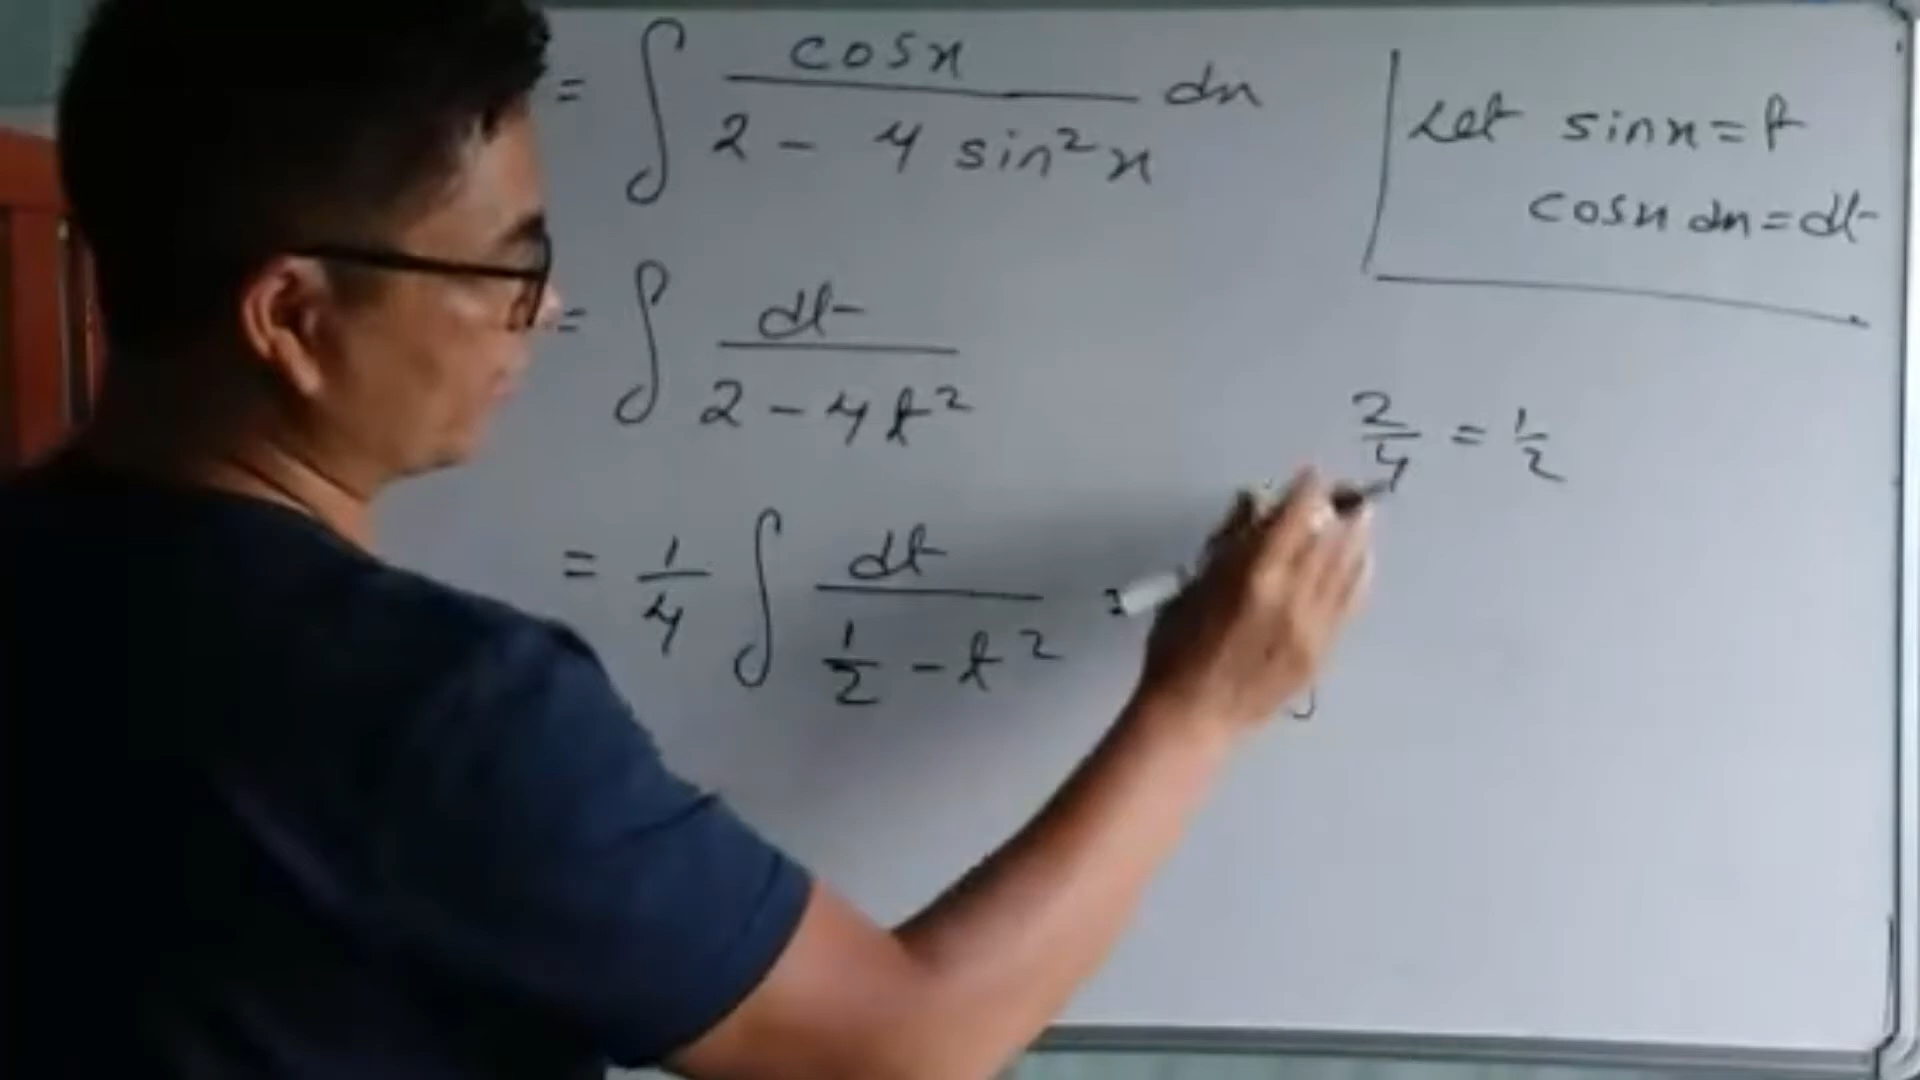 = ∫ cosx / (2 - 4 sin²x) dx
Let sinx = t
cosx dx = dt
= ∫ dt / (2 - 4t²)
2/4 = 1/2
= 1/4 ∫ dt / (1/2 - t²)